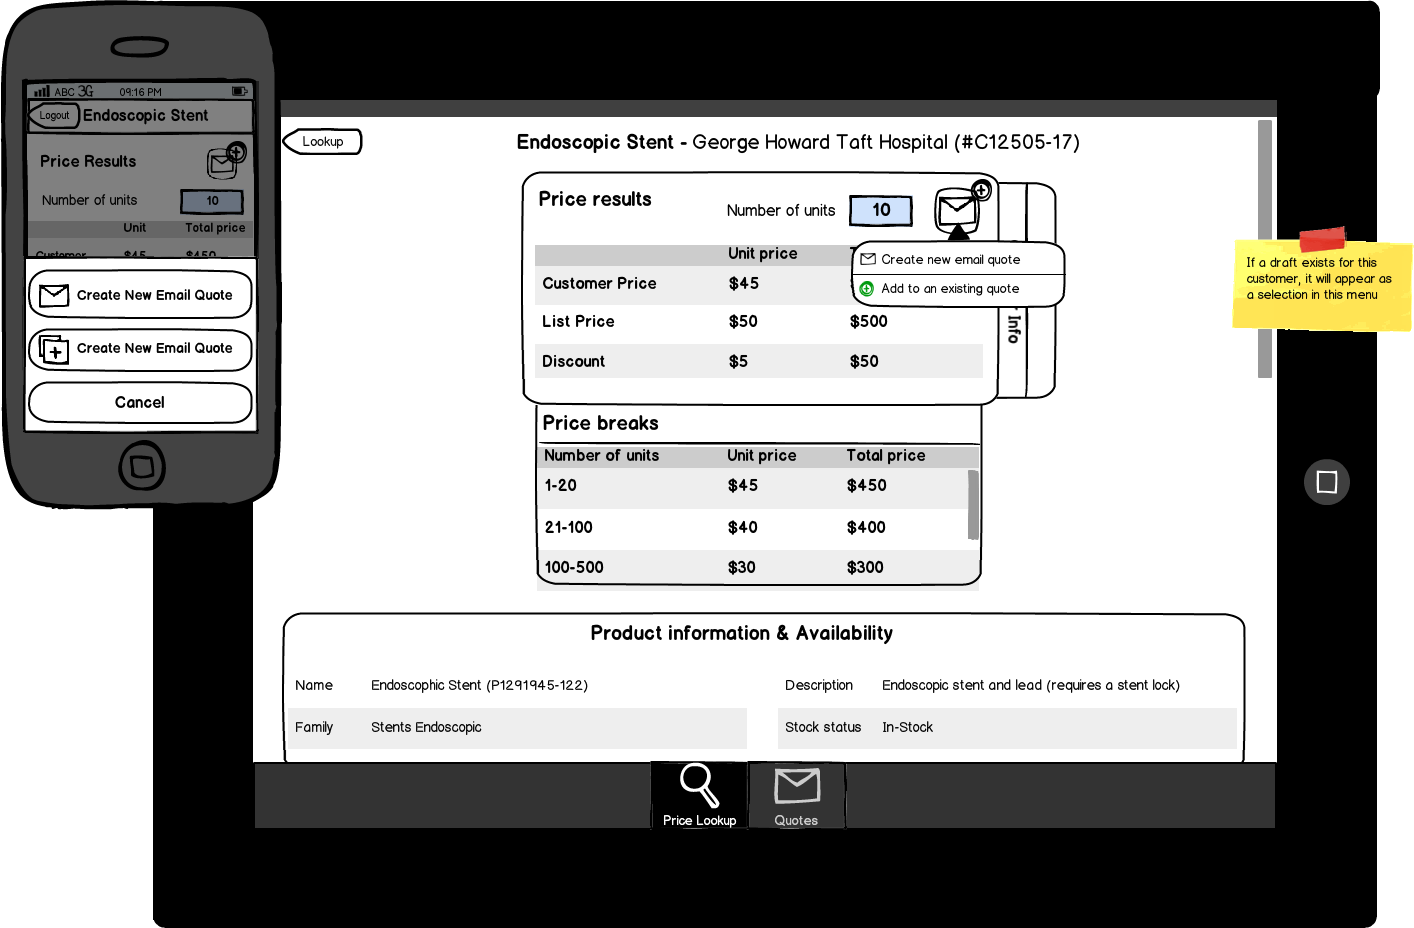 ABC 3G 09:16 PM
Logout Endoscopic Stent
Price Results
Number of units 10
Unit Total price
Customer $45 $450
Create New Email Quote
Create New Email Quote
Cancel
Lookup
Endoscopic Stent - George Howard Taft Hospital (#C12505-17)
Price results
Number of units 10
Unit price
Customer Price $45
List Price $50 $500
Discount $5 $50
Create new email quote
Add to an existing quote
Info
Price breaks
Number of units Unit price Total price
1-20 $45 $450
21-100 $40 $400
100-500 $30 $300
If a draft exists for this
customer, it will appear as
a selection in this menu
Product information & Availability
Name Endoscophic Stent (P1291945-122)
Description Endoscopic stent and lead (requires a stent lock)
Family Stents Endoscopic
Stock status In-Stock
Price Lookup
Quotes